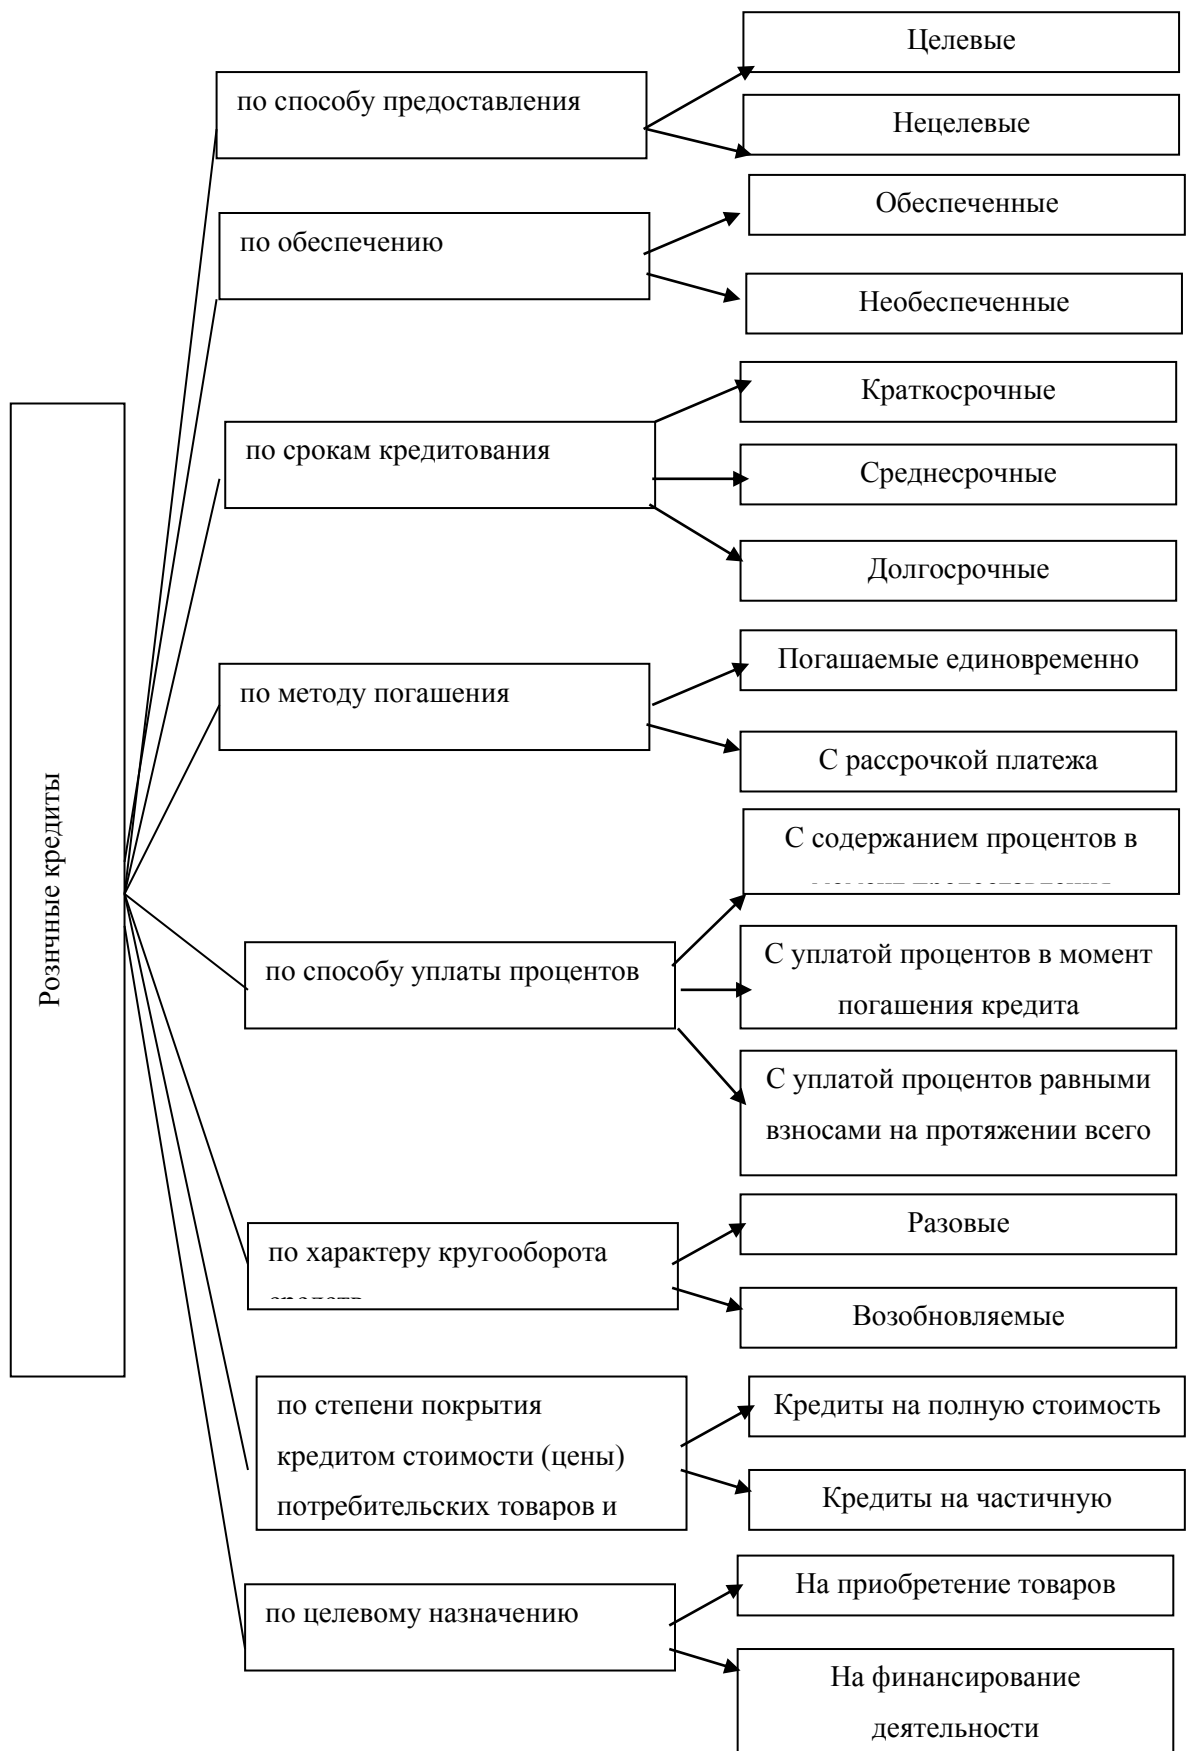 Рознчные кредиты
по способу предоставления
Целевые
Нецелевые
по обеспечению
Обеспеченные
Необеспеченные
по срокам кредитования
Краткосрочные
Среднесрочные
Долгосрочные
по методу погашения
Погашаемые единовременно
С рассрочкой платежа
по способу уплаты процентов
С содержанием процентов в
С уплатой процентов в момент
погашения кредита
С уплатой процентов равными
взносами на протяжении всего
по характеру кругооборота
Разовые
Возобновляемые
по степени покрытия
кредитом стоимости (цены)
потребительских товаров и
Кредиты на полную стоимость
Кредиты на частичную
по целевому назначению
На приобретение товаров
На финансирование
деятельности